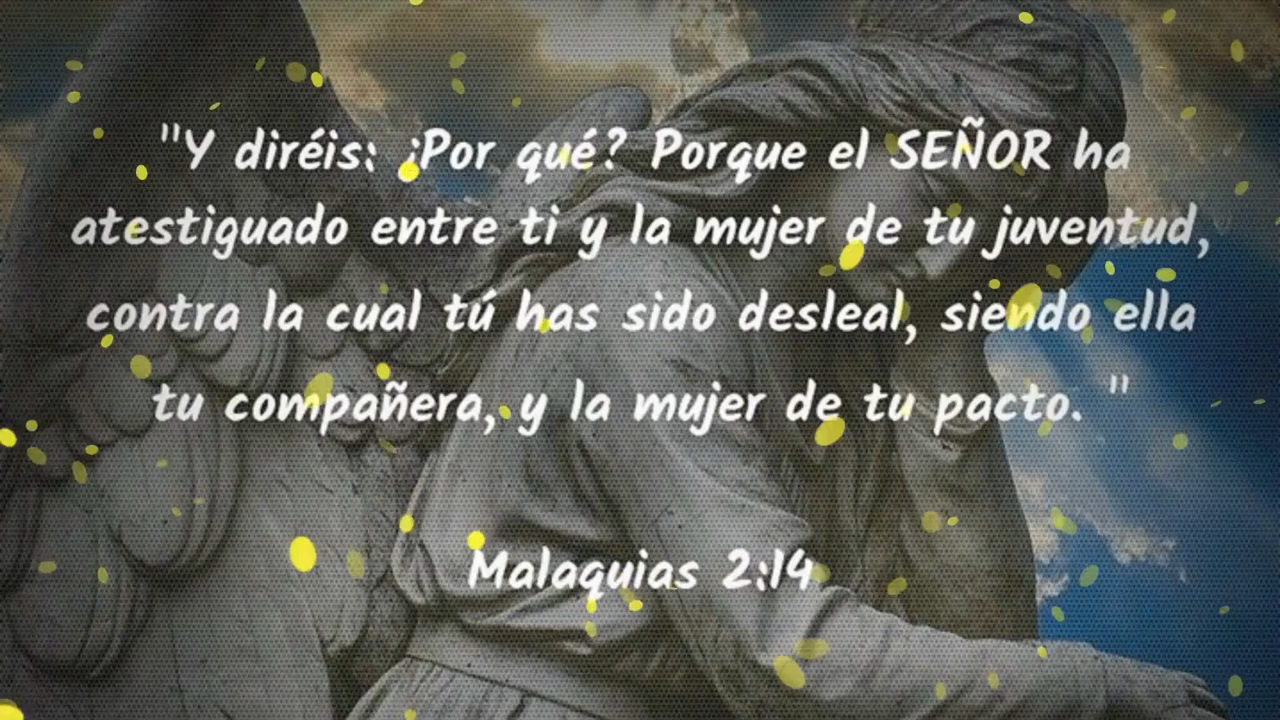 "Y diréis: ¿Por qué? Porque el SEÑOR ha
atestiguado entre ti y la mujer de tu juventud,
contra la cual tú has sido desleal, siendo ella
tu compañera, y la mujer de tu pacto. "
Malaquias 2:14